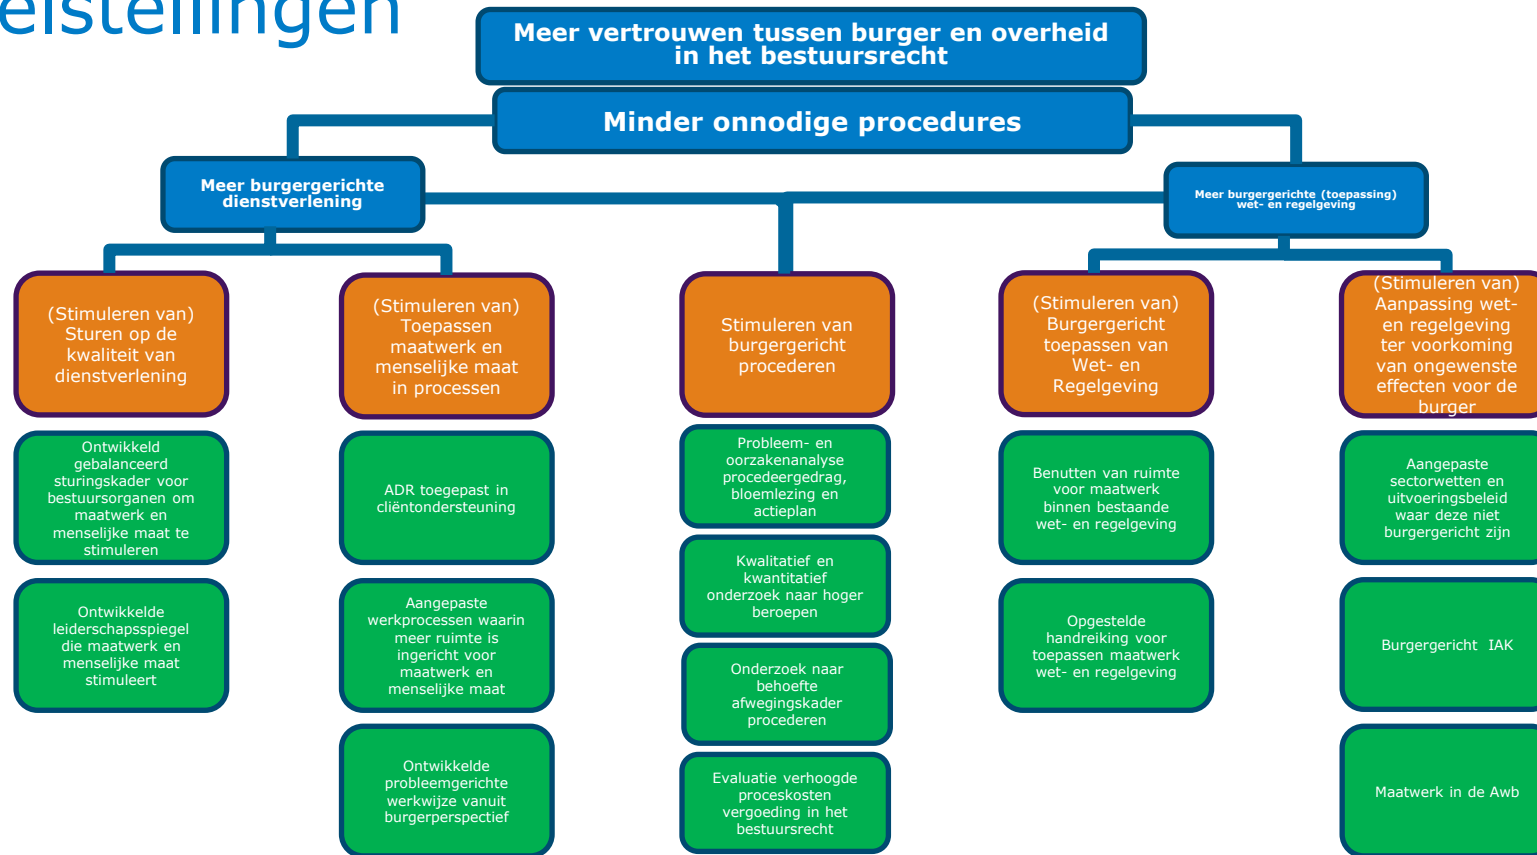 elstellingen
Meer vertrouwen tussen burger en overheid
in het bestuursrecht
Minder onnodige procedures
Meer burgergerichte
dienstverlening
Meer burgergerichte (toepassing)
wet- en regelgeving
(Stimuleren van)
Sturen op de
kwaliteit van
dienstverlening
(Stimuleren van)
Toepassen
maatwerk en
menselijke maat
in processen
Stimuleren van
burgergericht
procederen
(Stimuleren van)
Burgergericht
toepassen van
Wet- en
Regelgeving
(Stimuleren van)
Aanpassing wet-
en regelgeving
ter voorkoming
van ongewenste
effecten voor de
burger
Ontwikkeld
gebalanceerd
sturingskader voor
bestuursorganen om
maatwerk en
menselijke maat te
stimuleren
Ontwikkelde
leiderschapsspiegel
die maatwerk en
menselijke maat
stimuleert
ADR toegepast in
cliëntondersteuning
Aangepaste
werkprocessen waarin
meer ruimte is
ingericht voor
maatwerk en
menselijke maat
Ontwikkelde
probleemgerichte
werkwijze vanuit
burgerperspectief
Probleem- en
oorzakenanalyse
procedeergedrag,
bloemlezing en
actieplan
Kwalitatief en
kwantitatief
onderzoek naar hoger
beroepen
Onderzoek naar
behoefte
afwegingskader
procederen
Evaluatie verhoogde
proceskosten
vergoeding in het
bestuursrecht
Benutten van ruimte
voor maatwerk
binnen bestaande
wet- en regelgeving
Opgestelde
handreiking voor
toepassen maatwerk
wet- en regelgeving
Aangepaste
sectorwetten en
uitvoeringsbeleid
waar deze niet
burgergericht zijn
Burgergericht IAK
Maatwerk in de Awb